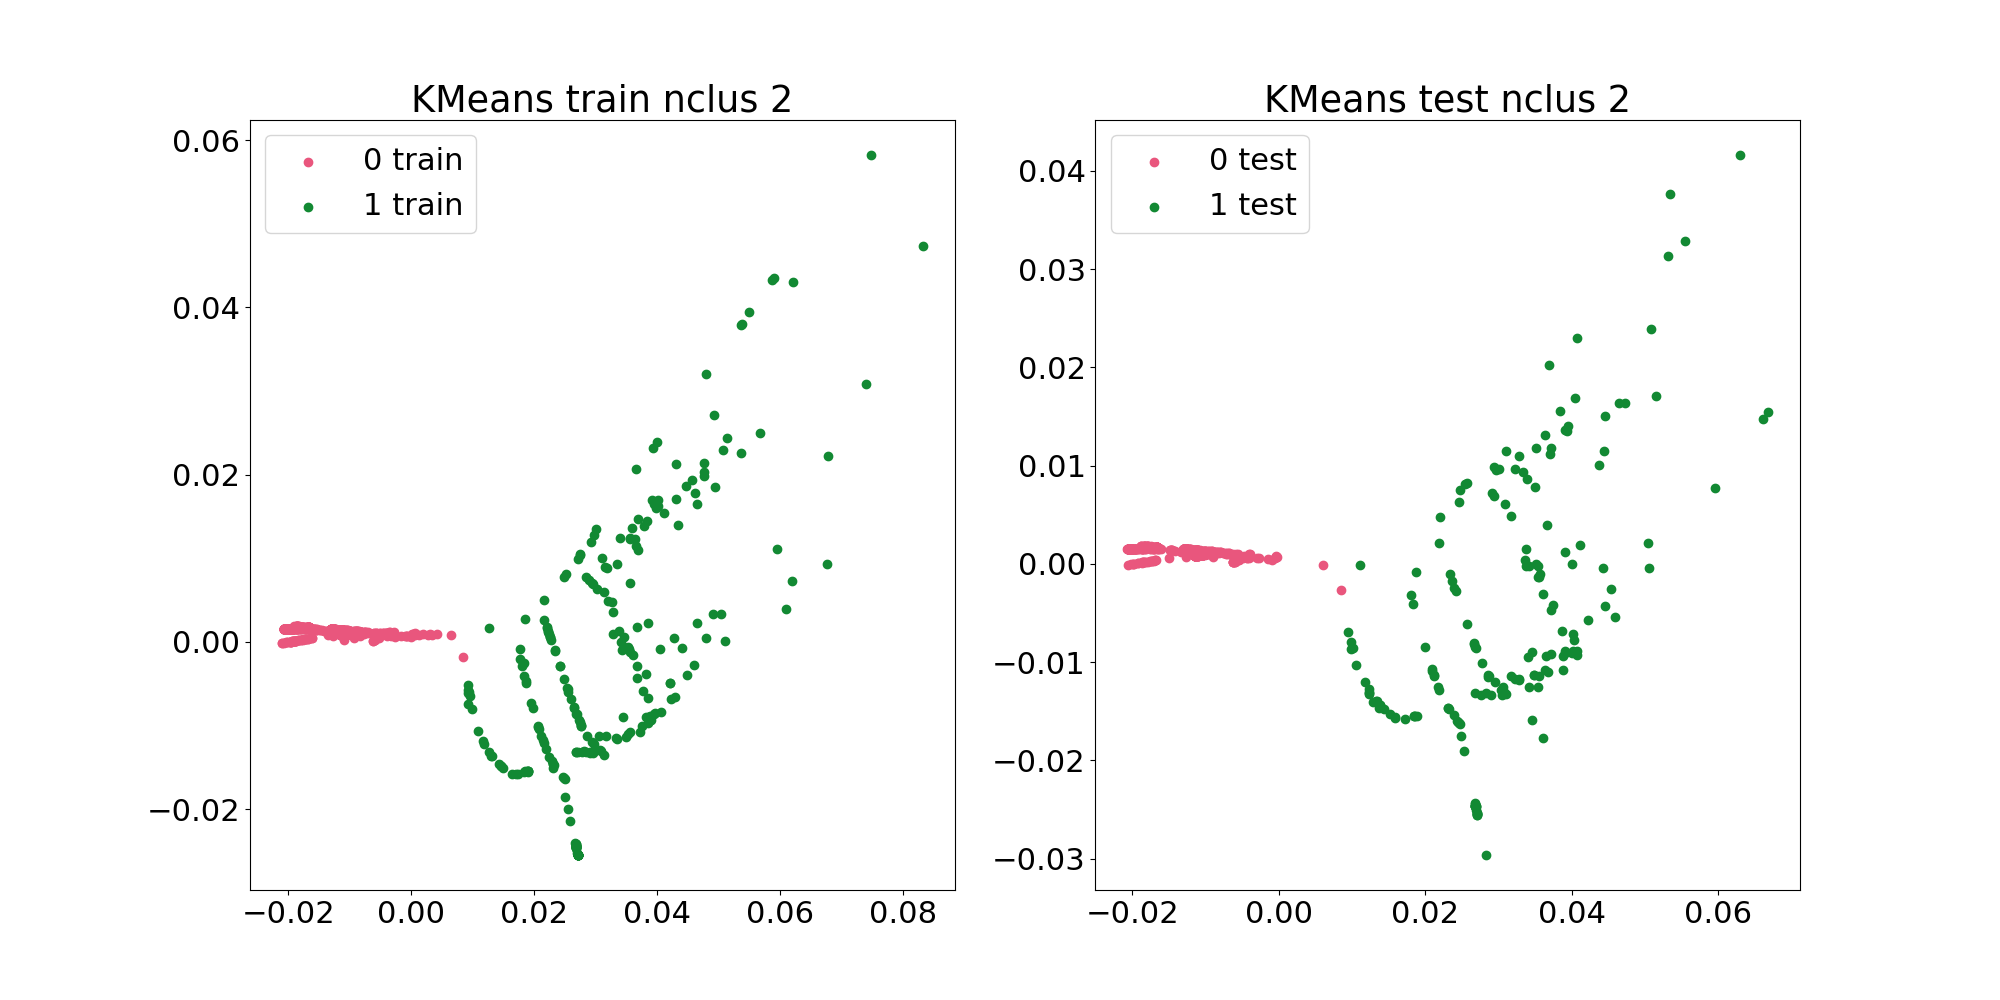 KMeans train nclus 2
0 train
1 train
0.06
0.04
0.02
0.00
−0.02
−0.02 0.00 0.02 0.04 0.06 0.08
KMeans test nclus 2
0 test
1 test
0.04
0.03
0.02
0.01
0.00
−0.01
−0.02
−0.03
−0.02 0.00 0.02 0.04 0.06